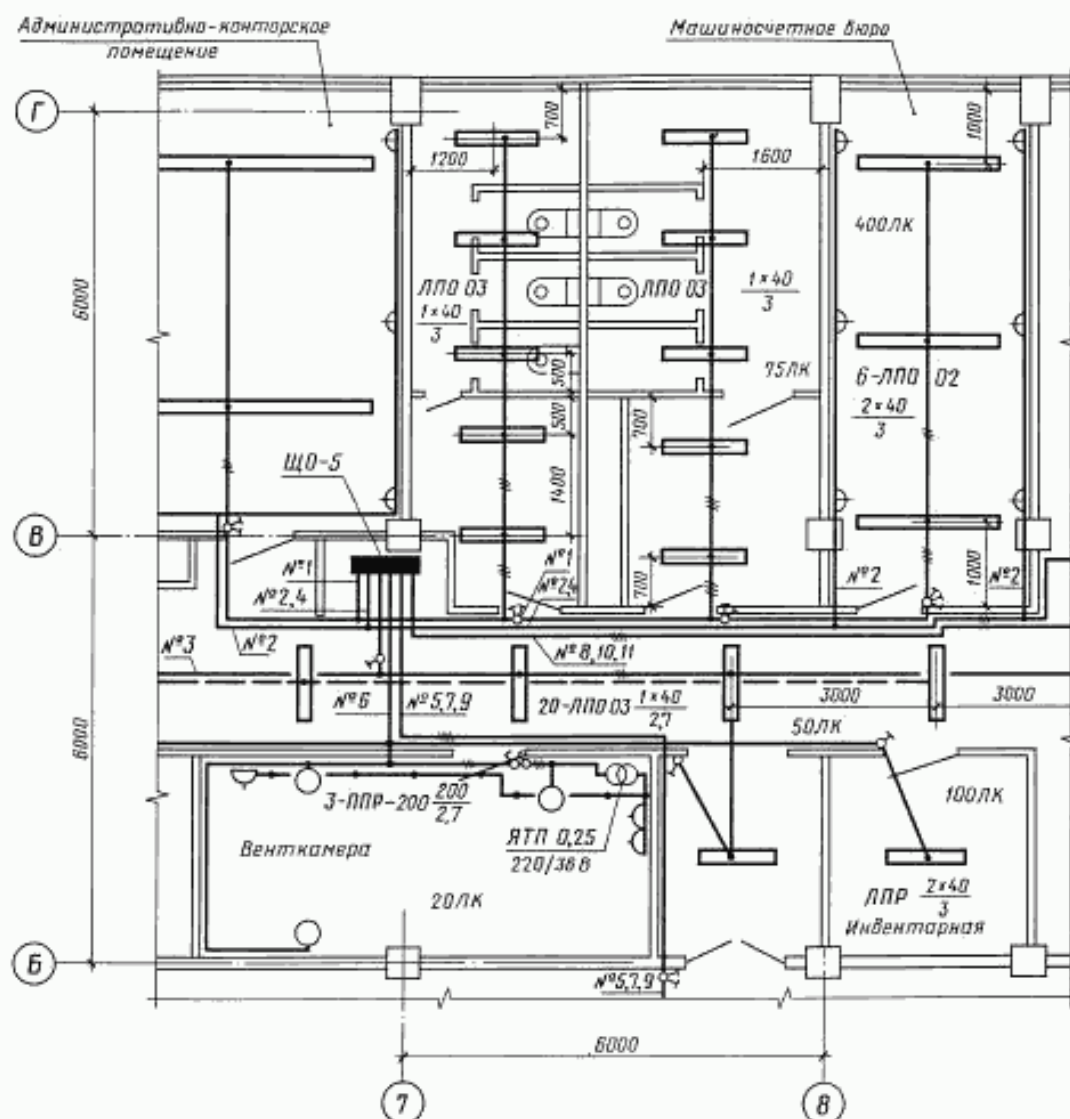 Административно-конторское
помещение
Машиносчетное бюро
Г
700
1000
1200
1600
400ЛК
6000
ЛПО 03
1×40
3
ЛПО 03
1×40
3
75ЛК
500
500
700
6-ЛПО 02
2×40
3
ЩО-5
1400
В
№1
№2,4
№1
№2,4
700
№2
1000
№2
№3
№2
№8,10,11
№6
№5,7,9
20-ЛПО 03 1×40
2,7
3000
3000
50ЛК
6000
3-ППР-200 200
2,7
100ЛК
Венткамера
ЯТП 0,25
220/36 В
20ЛК
ЛПР 2×40
3
Инвентарная
Б
№5,7,9
6000
7
8